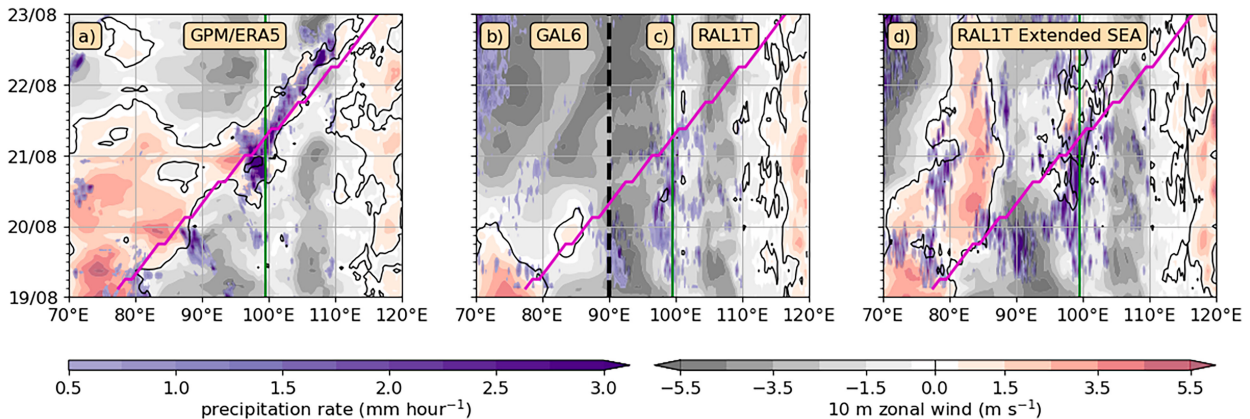 a) GPM/ERA5 b) GAL6 c) RAL1T d) RAL1T Extended SEA
23/08
22/08
21/08
20/08
19/08
70°E 80°E 90°E 100°E 110°E 120°E 70°E 80°E 90°E 100°E 110°E 120°E 70°E 80°E 90°E 100°E 110°E 120°E
0.5 1.0 1.5 2.0 2.5 3.0 −5.5 −3.5 −1.5 0.0 1.5 3.5 5.5
precipitation rate (mm hour⁻¹) 10 m zonal wind (m s⁻¹)